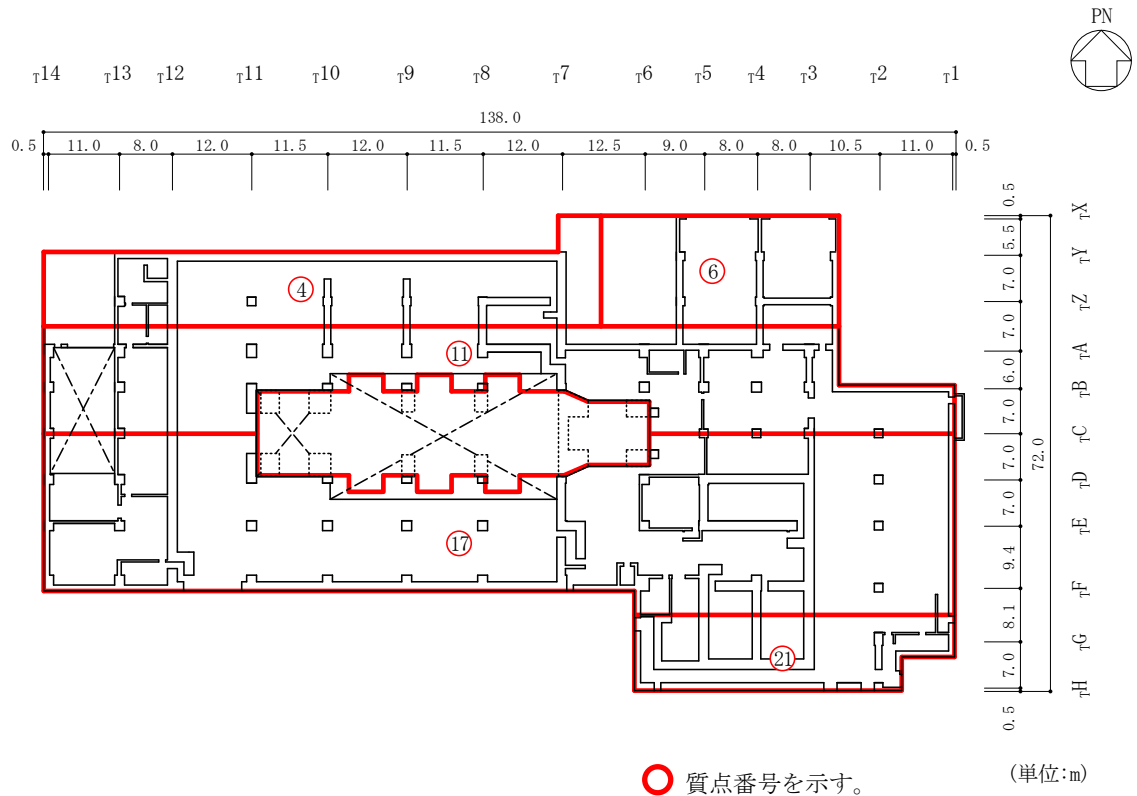 PN
T14 T13 T12 T11 T10 T9 T8 T7 T6 T5 T4 T3 T2 T1
138.0
0.5 11.0 8.0 12.0 11.5 12.0 11.5 12.0 12.5 9.0 8.0 8.0 10.5 11.0 0.5
0.5 TX
5.5
TY
7.0
④ ⑥
TZ
7.0
⑪
TA
6.0
TB
7.0
TC
72.0
7.0
TD
7.0
TE
⑰
9.4
TF
8.1
TG
㉑
7.0
TH
0.5
質点番号を示す。
(単位:m)